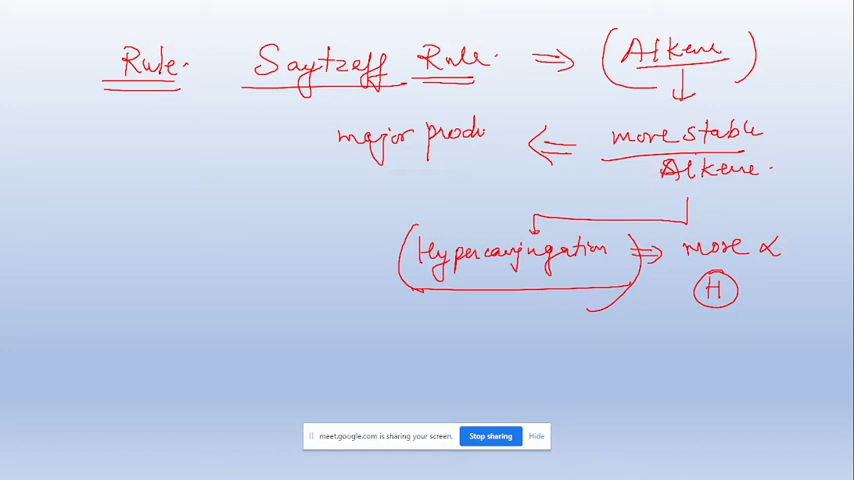 Rule. Saytzeff Rule. ⇒ (Alkene)
major produ ⇐ more stable
Alkene.
(Hyperconjugation) ⇒ more ∝
H
meet.google.com is sharing your screen. Stop sharing Hide